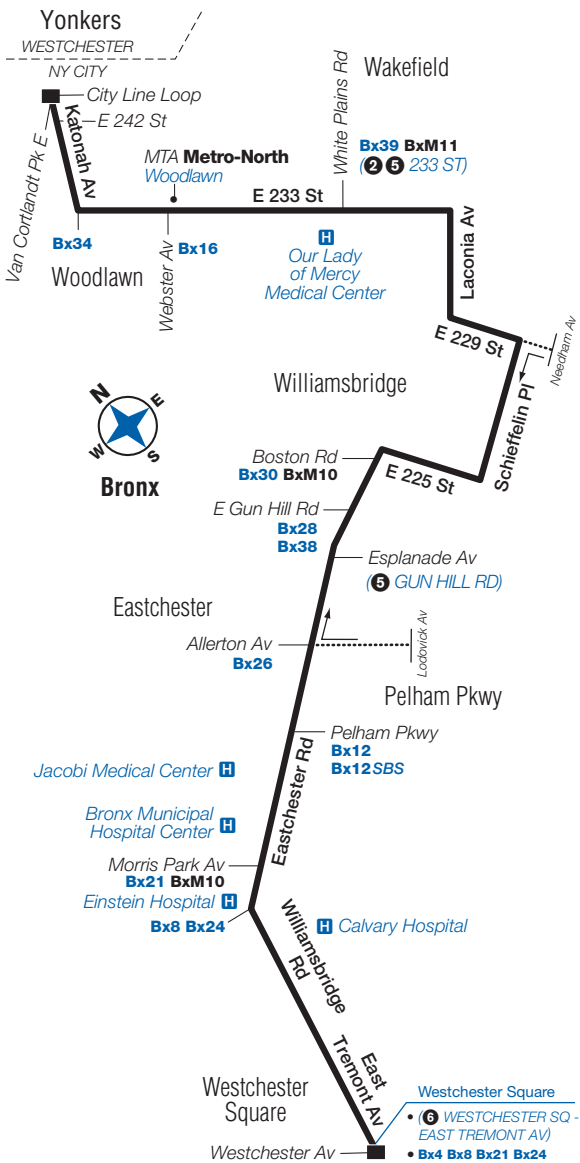 Yonkers
WESTCHESTER
NY CITY
City Line Loop
E 242 St
Katonah Av
Van Cortlandt Pk E
MTA Metro-North
Woodlawn
White Plains Rd
Wakefield
Bx39 BxM11
(2 5 233 ST)
E 233 St
Bx34
Woodlawn
Webster Av
Bx16
H
Our Lady
of Mercy
Medical Center
Laconia Av
E 229 St
Needham Av
Schieffelin Pl
Williamsbridge
N
E
W
S
Bronx
Boston Rd
Bx30 BxM10
E 225 St
E Gun Hill Rd
Bx28
Bx38
Esplanade Av
(5 GUN HILL RD)
Eastchester
Allerton Av
Bx26
Lodovick Av
Pelham Pkwy
Pelham Pkwy
Bx12
Bx12SBS
Eastchester Rd
Jacobi Medical Center H
Bronx Municipal
Hospital Center H
Morris Park Av
Bx21 BxM10
Einstein Hospital H
Bx8 Bx24
Williamsbridge
Rd
H Calvary Hospital
East
Tremont Av
Westchester
Square
Westchester Av
Westchester Square
• (6 WESTCHESTER SQ -
EAST TREMONT AV)
• Bx4 Bx8 Bx21 Bx24